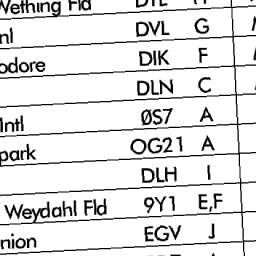 Wething Fld DTL H
nl DVL G
odore DIK F
DLN C
Intl ØS7 A
park OG21 A
DLH I
Weydahl Fld 9Y1 E,F
nion EGV J